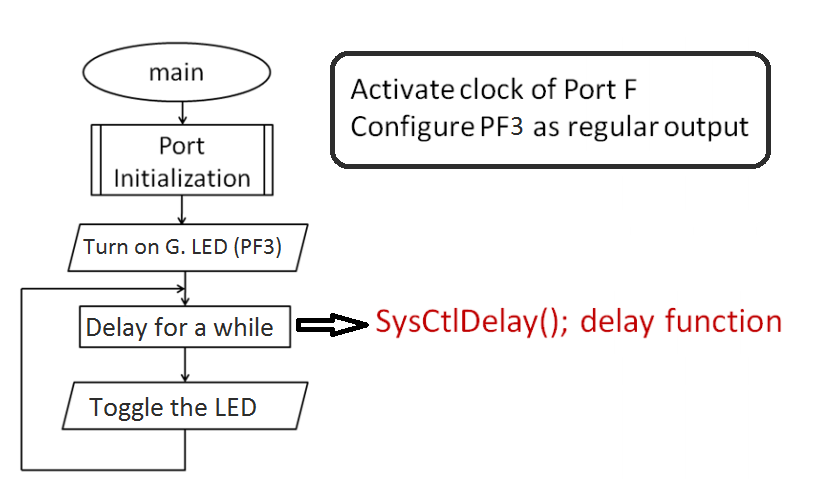 main
Activate clock of Port F
Configure PF3 as regular output
Port
Initialization
Turn on G. LED (PF3)
Delay for a while
SysCtlDelay(); delay function
Toggle the LED